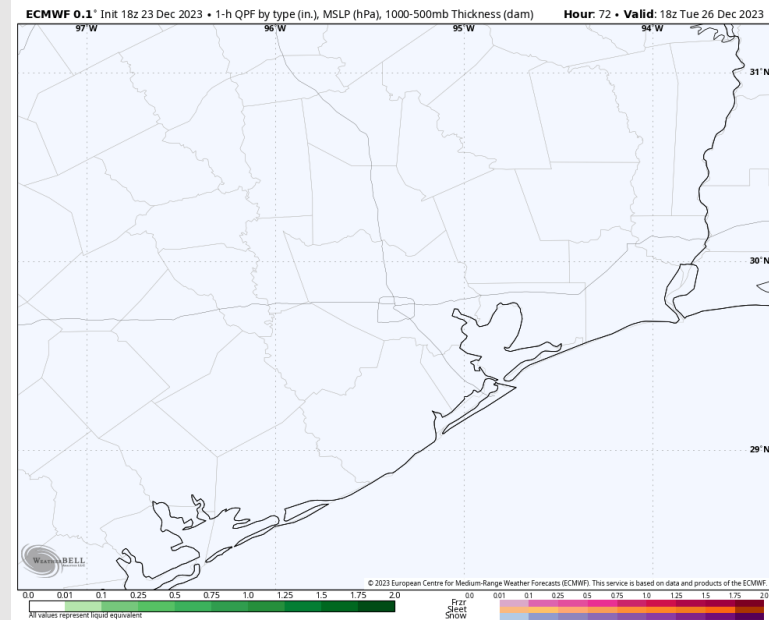 ECMWF 0.1° Init 18z 23 Dec 2023 • 1-h QPF by type (in.), MSLP (hPa), 1000-500mb Thickness (dam) Hour: 72 • Valid: 18z Tue 26 Dec 2023
97°W 96°W 95°W 94°W
31°N
30°N
29°N
WEATHERBELL
© 2023 European Centre for Medium-Range Weather Forecasts (ECMWF). This service is based on data and products of the ECMWF.
0.0 0.01 0.1 0.25 0.5 0.75 1.0 1.25 1.5 1.75 2.0
0.0 0.01 0.1 0.25 0.5 0.75 1.0 1.25 1.5 1.75 2.0
Frzr
Sleet
Snow
All values represent liquid equivalent